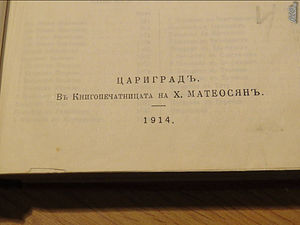 ЦАРИГРАДЪ.
Въ Книгопечатницата на Х. МАТЕОСЯНЪ.
1914.